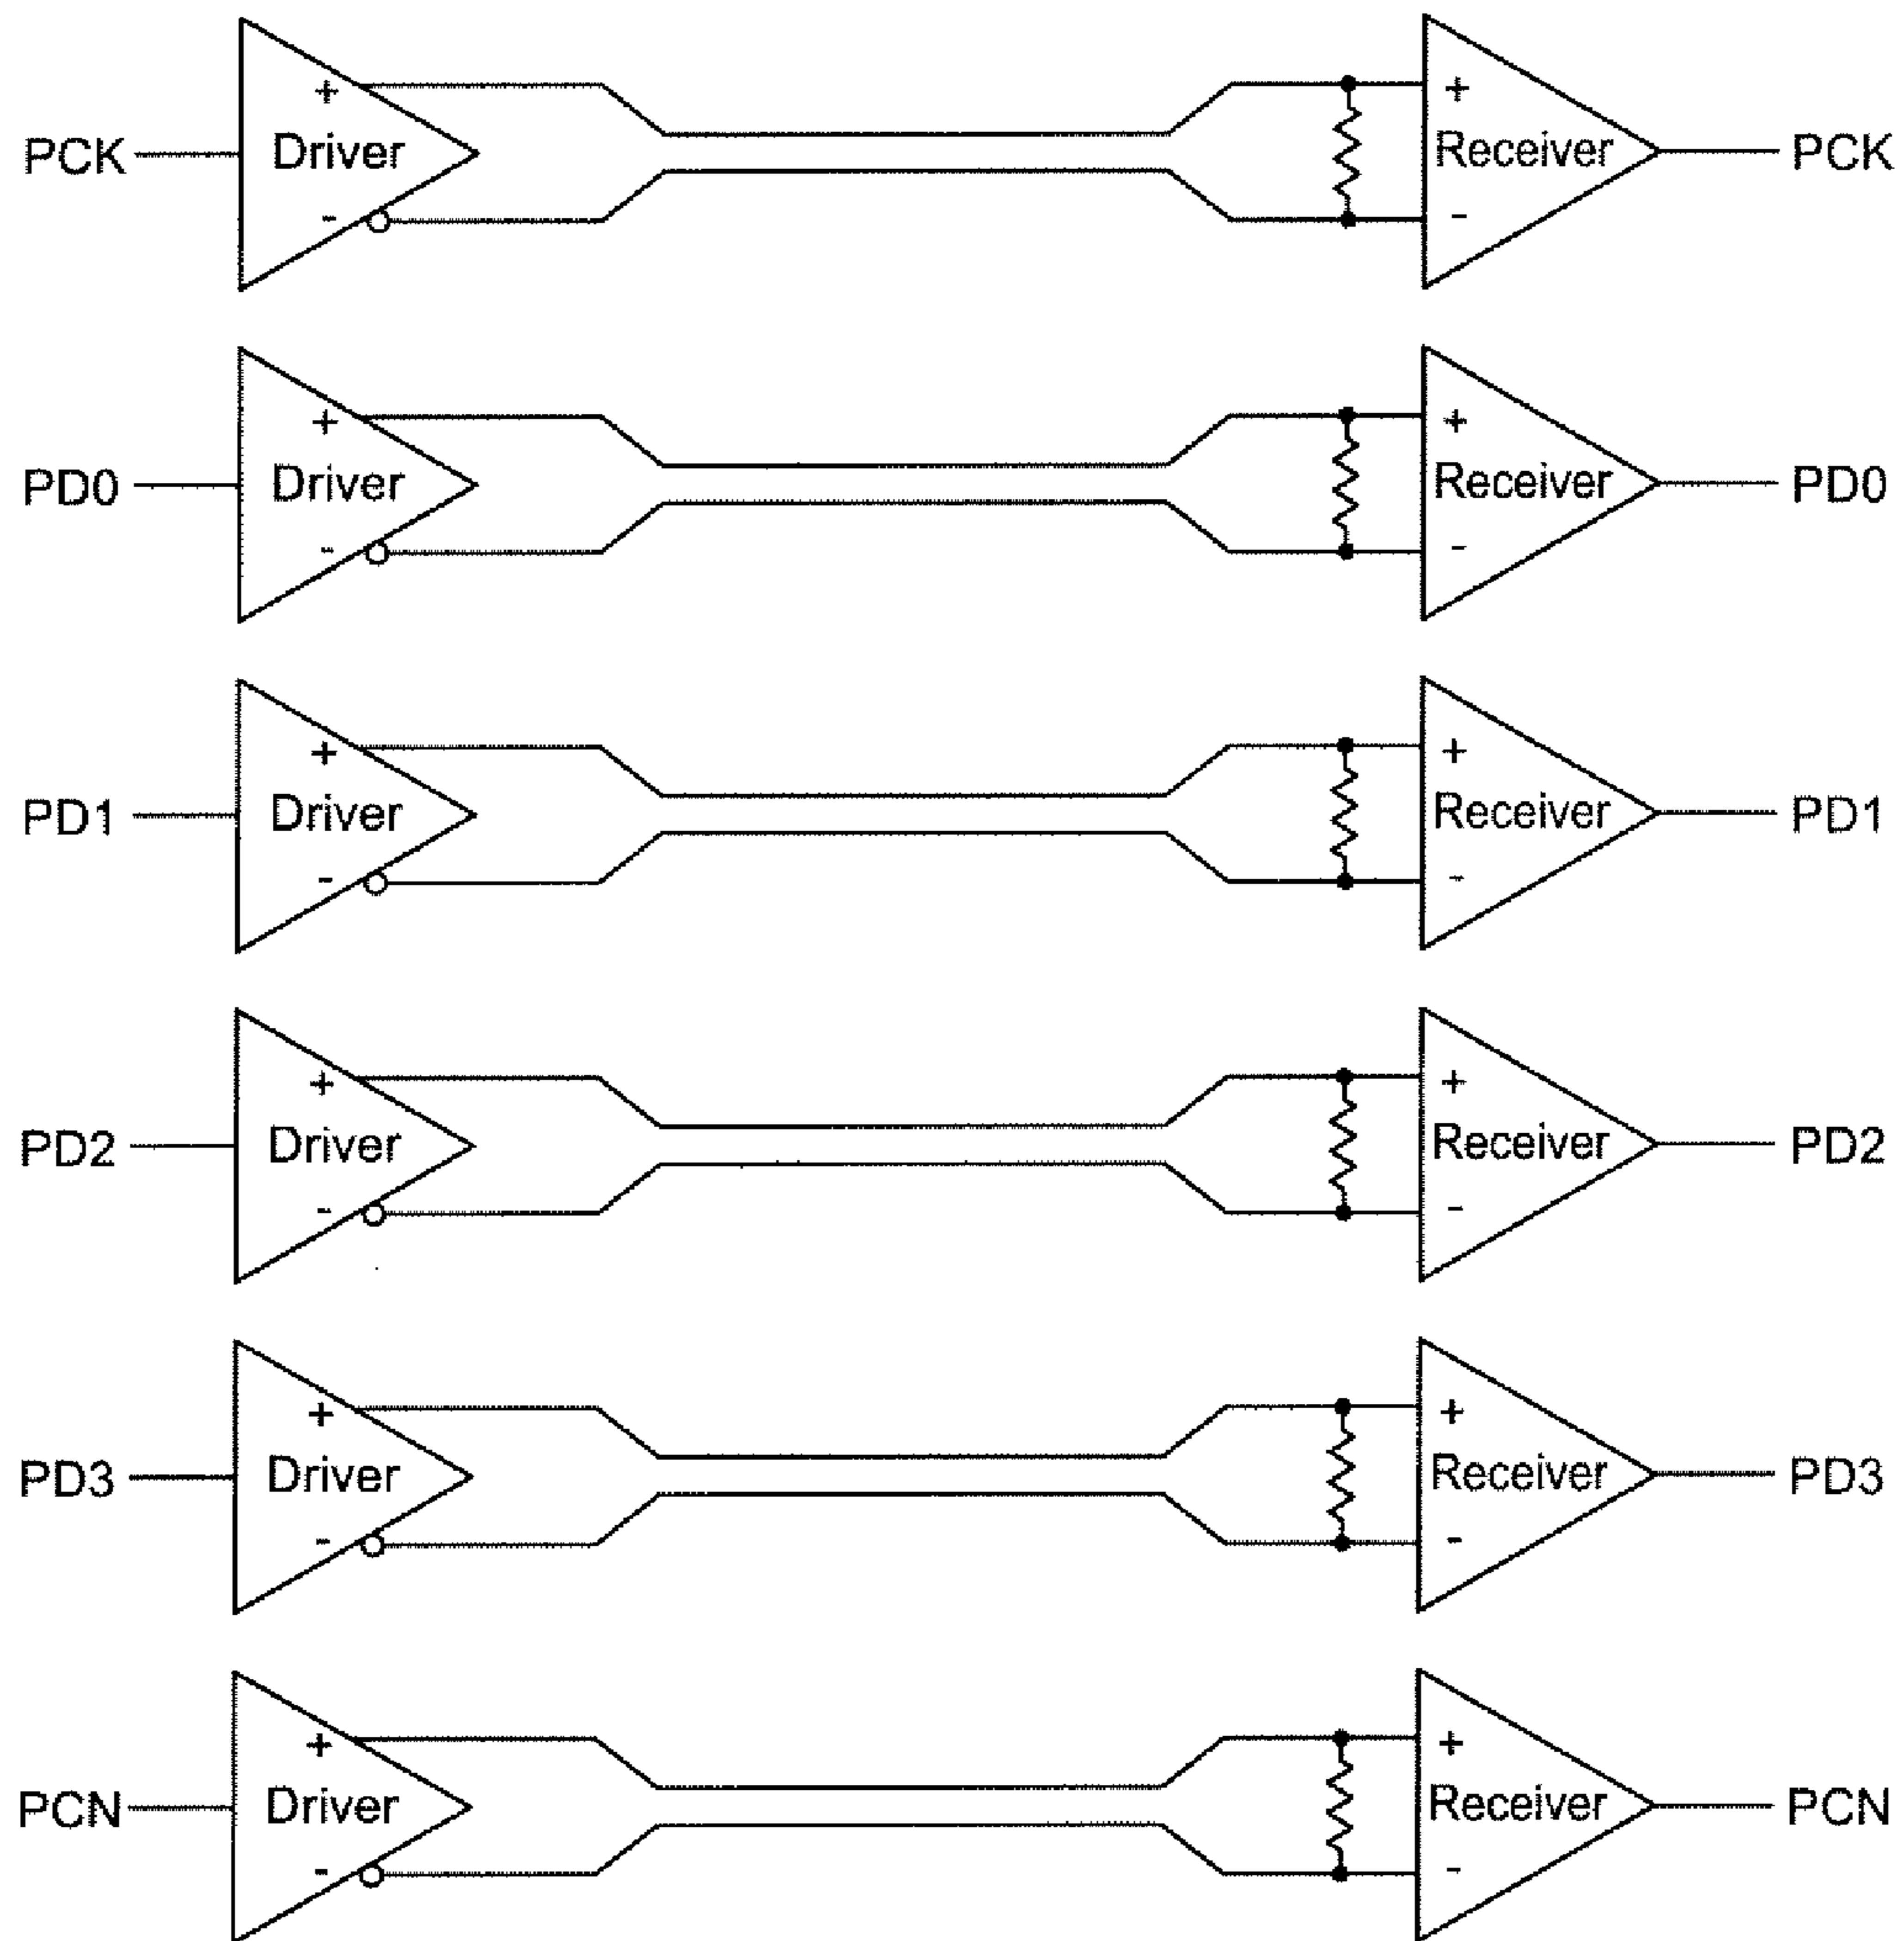 +
PCK Driver Receiver PCK
-
+
PD0 Driver Receiver PD0
-
+
PD1 Driver Receiver PD1
-
+
PD2 Driver Receiver PD2
-
+
PD3 Driver Receiver PD3
-
+
PCN Driver Receiver PCN
-